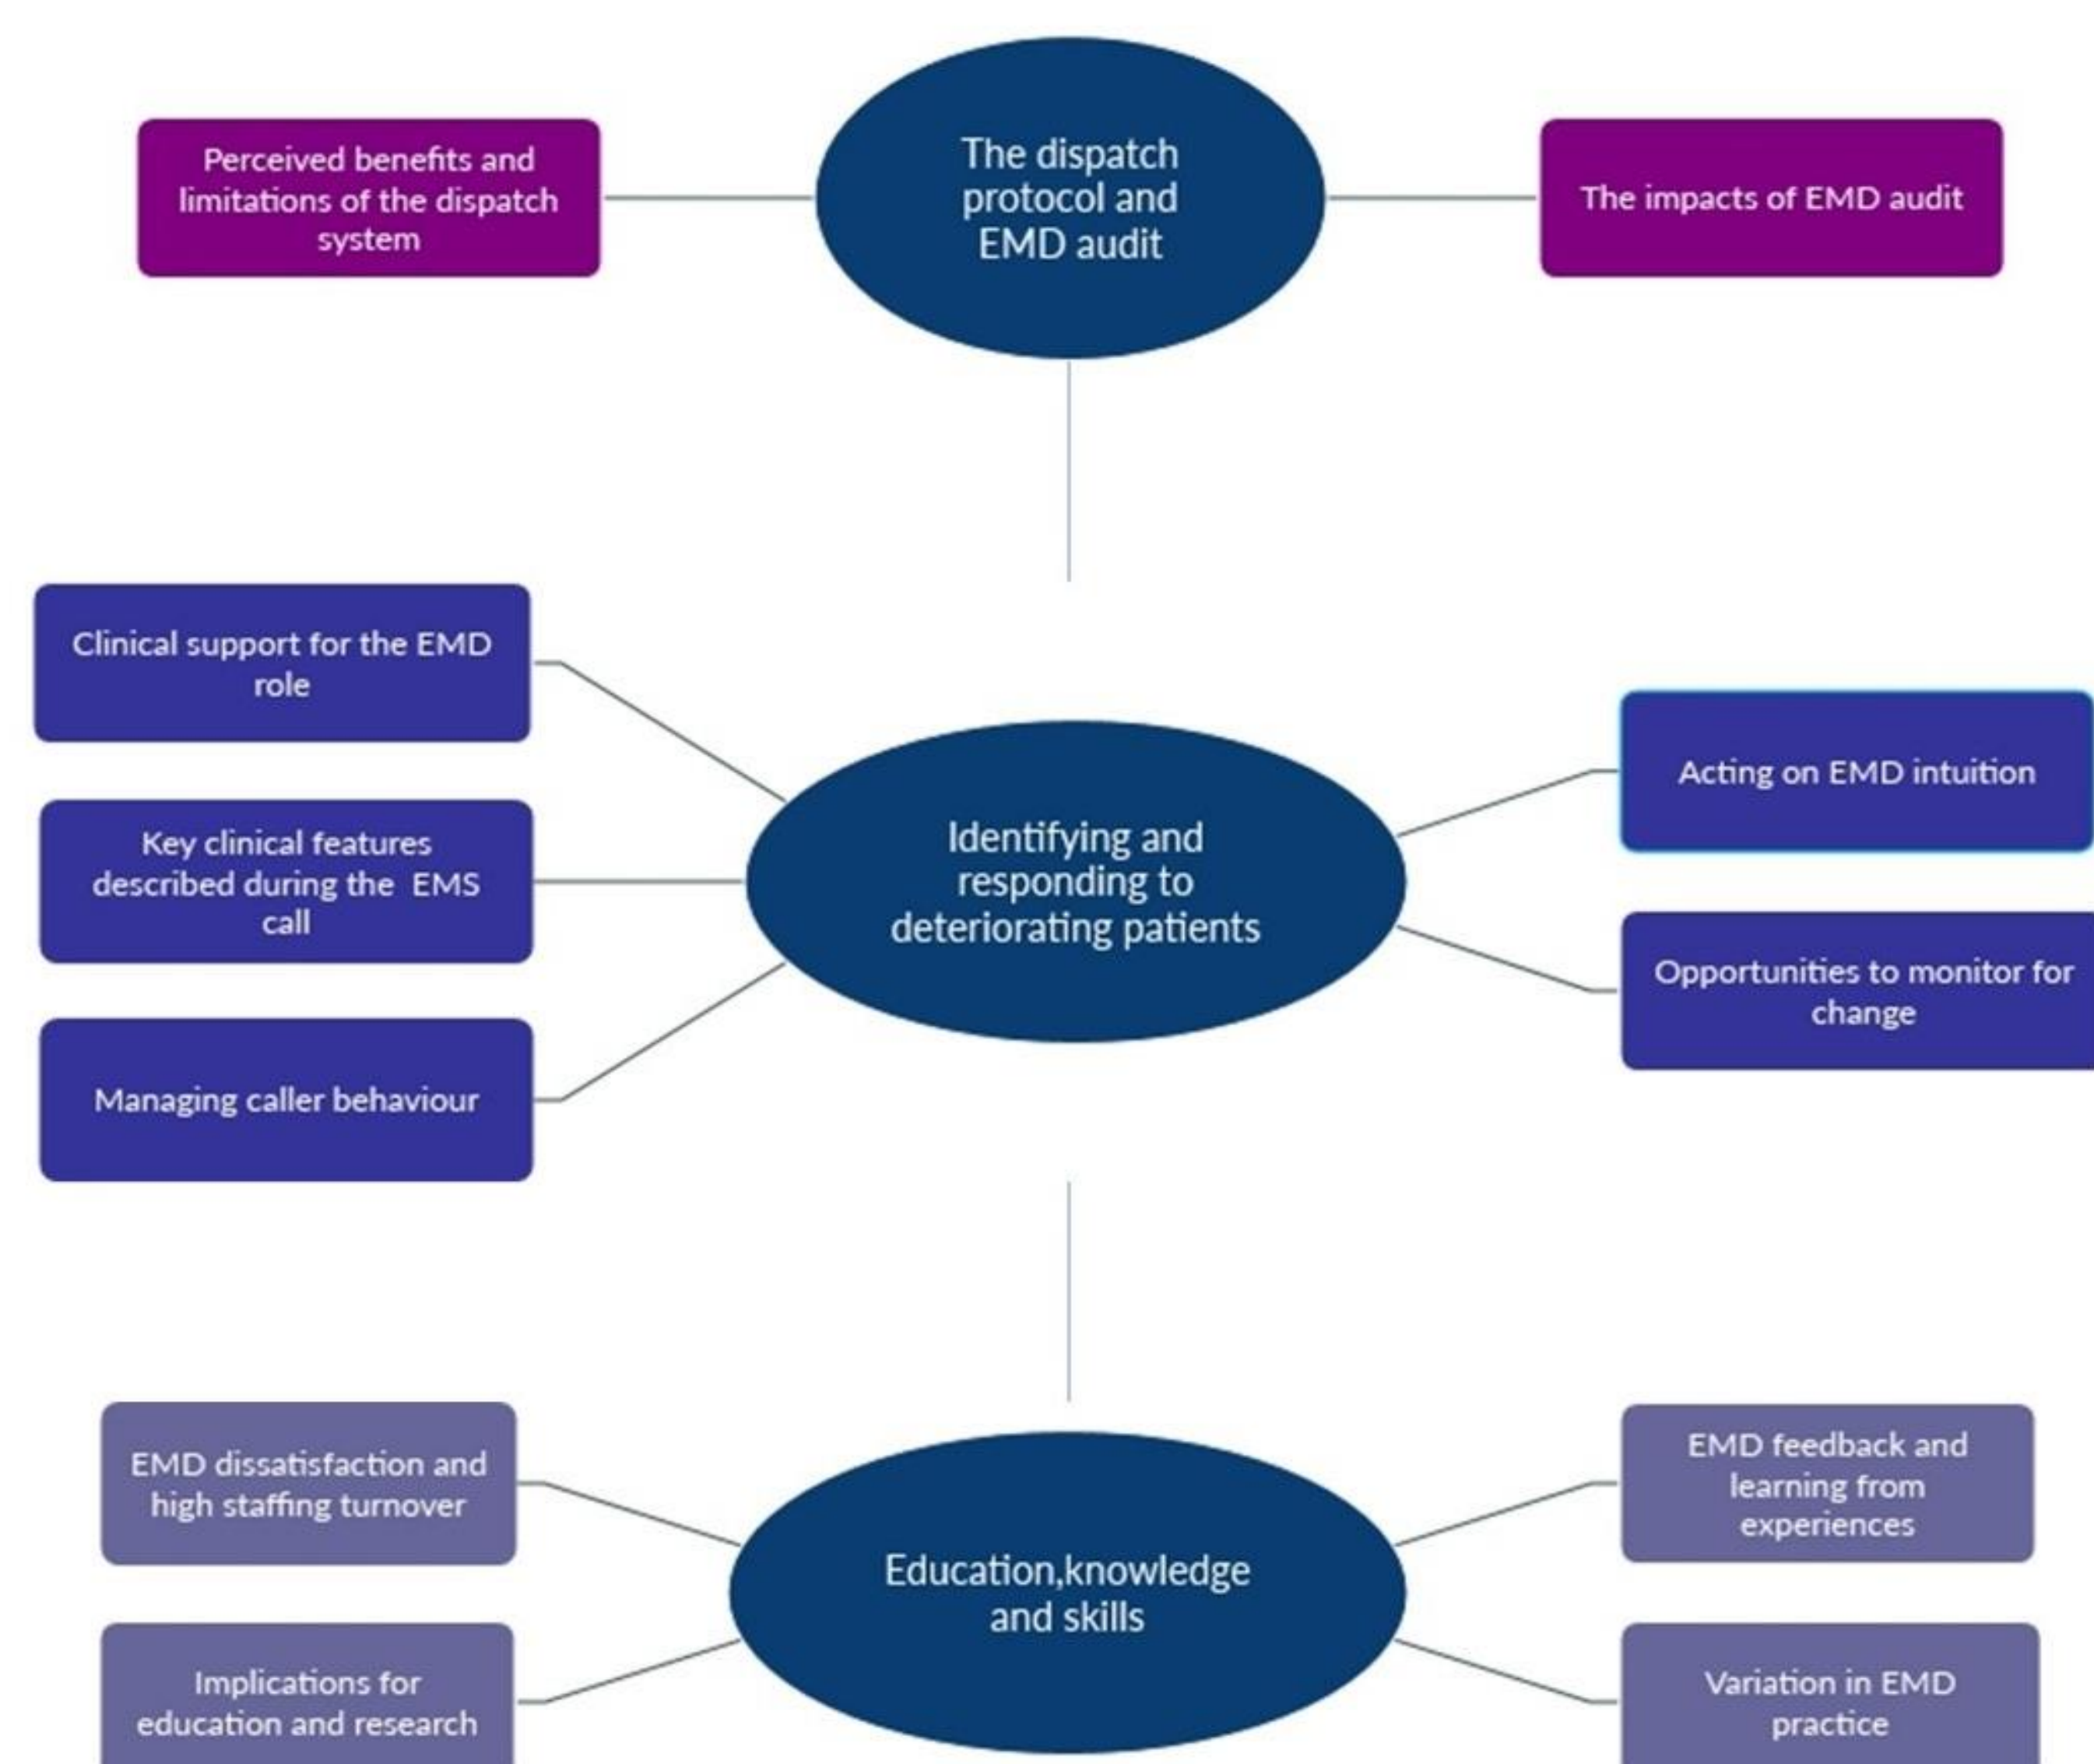 Perceived benefits and
limitations of the dispatch
system
The dispatch
protocol and
EMD audit
The impacts of EMD audit
Clinical support for the EMD
role
Key clinical features
described during the  EMS
call
Managing caller behaviour
Identifying and
responding to
deteriorating patients
Acting on EMD intuition
Opportunities to monitor for
change
EMD dissatisfaction and
high staffing turnover
Implications for
education and research
Education,knowledge
and skills
EMD feedback and
learning from
experiences
Variation in EMD
practice